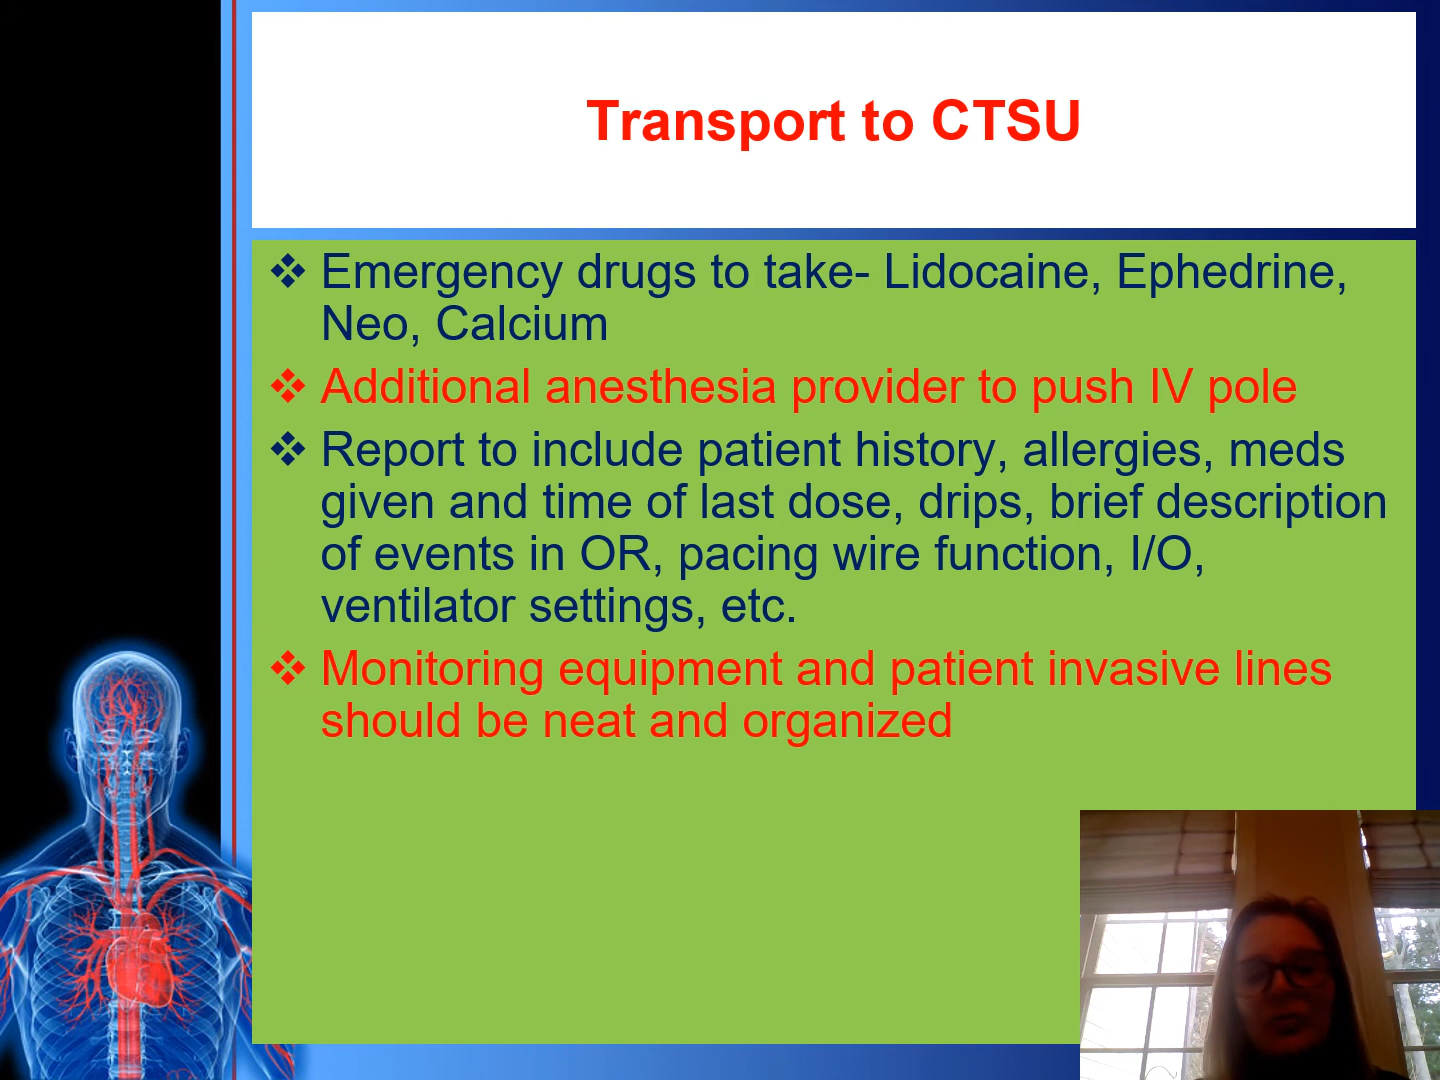 Transport to CTSU
❖ Emergency drugs to take- Lidocaine, Ephedrine,
Neo, Calcium
❖ Additional anesthesia provider to push IV pole
❖ Report to include patient history, allergies, meds
given and time of last dose, drips, brief description
of events in OR, pacing wire function, I/O,
ventilator settings, etc.
❖ Monitoring equipment and patient invasive lines
should be neat and organized